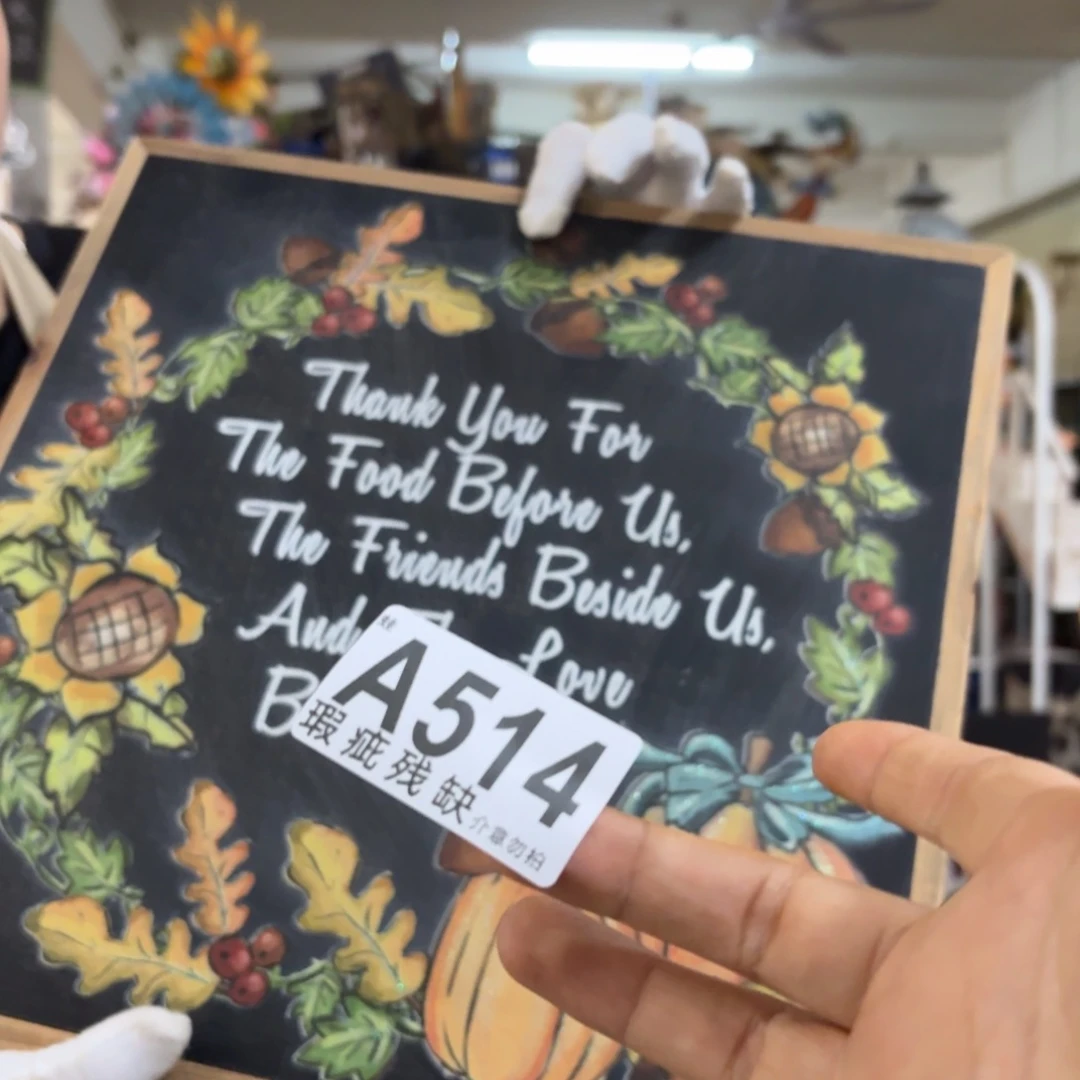 Thank You For
The Food Before Us,
The Friends Beside Us,
And Love
A514
瑕疵残缺
介意勿拍